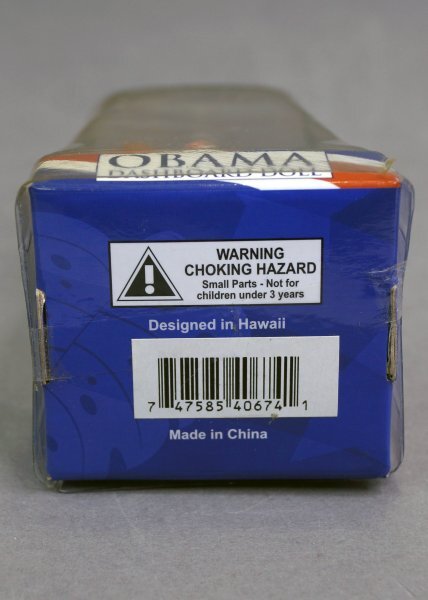 OBAMA
DASHBOARD DOLL
WARNING
CHOKING HAZARD
Small Parts - Not for
children under 3 years
Designed in Hawaii
7 47585 40674 1
Made in China